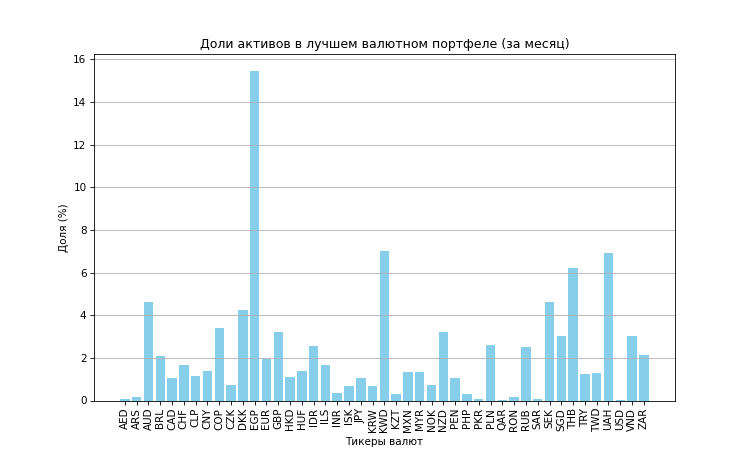 Доли активов в лучшем валютном портфеле (за месяц)
Доля (%)
16
14
12
10
8
6
4
2
0
AED
ARS
AUD
BRL
CAD
CHF
CLP
CNY
COP
CZK
DKK
EGP
EUR
GBP
HKD
HUF
IDR
ILS
INR
ISK
JPY
KRW
KWD
KZT
MXN
MYR
NOK
NZD
PEN
PHP
PKR
PLN
QAR
RON
RUB
SAR
SEK
SGD
THB
TRY
TWD
UAH
USD
VND
ZAR
Тикеры валют